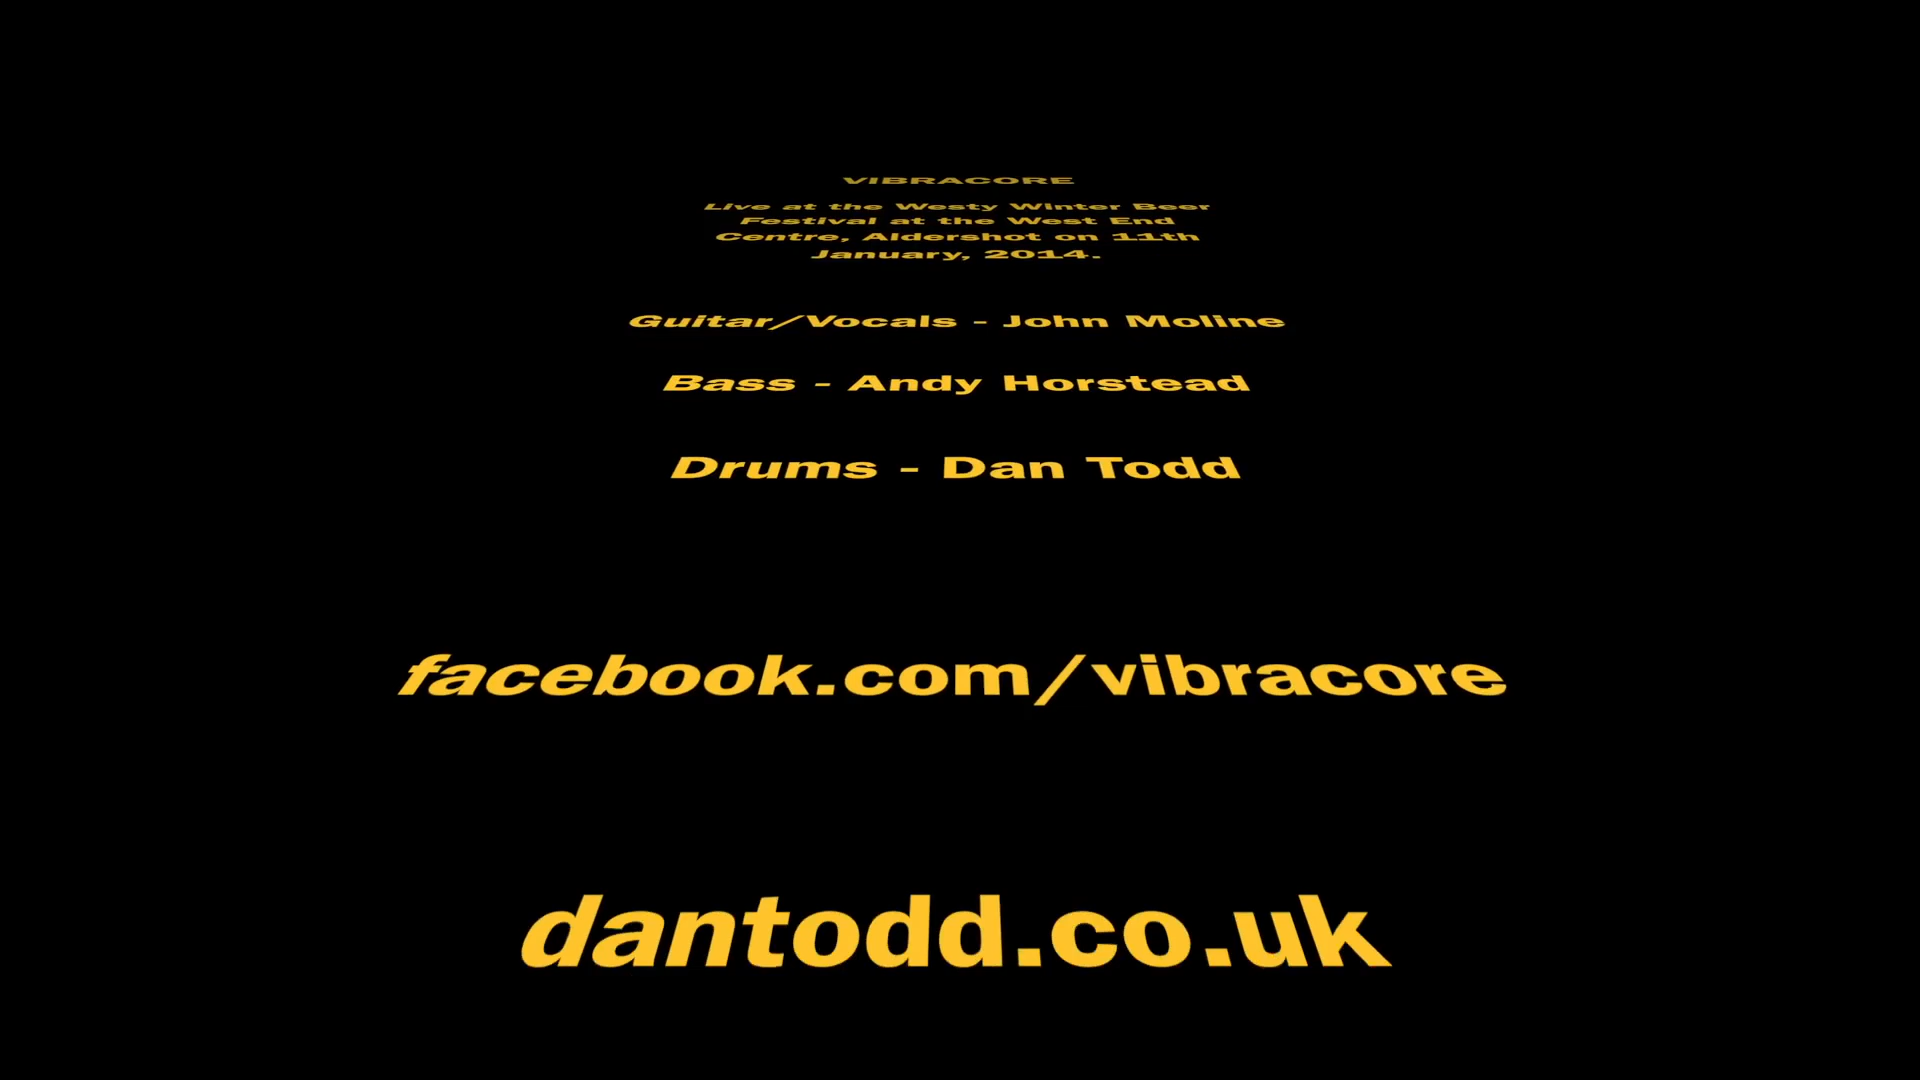 VIBRACORE
Live at the Westy Winter Beer
Festival at the West End
Centre, Aldershot on 11th
January, 2014.
Guitar/Vocals - John Moline
Bass - Andy Horstead
Drums - Dan Todd
facebook.com/vibracore
dantodd.co.uk